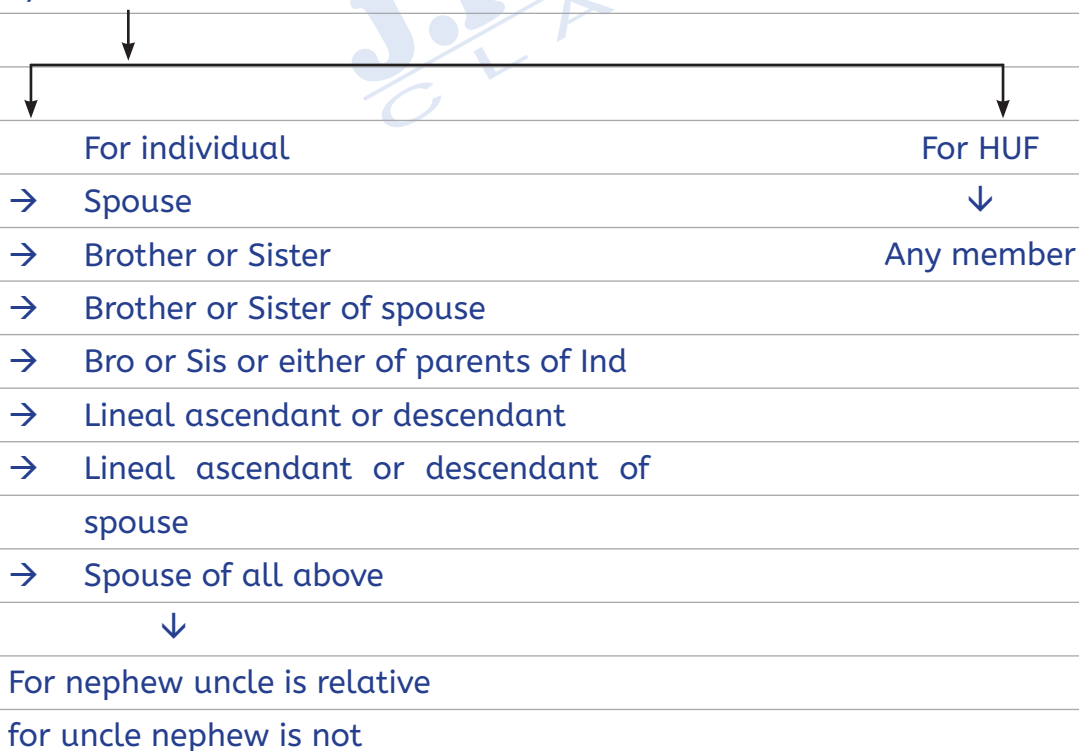 For individual
For HUF
→ Spouse
↓
→ Brother or Sister
Any member
→ Brother or Sister of spouse
→ Bro or Sis or either of parents of Ind
→ Lineal ascendant or descendant
→ Lineal ascendant or descendant of
spouse
→ Spouse of all above
↓
For nephew uncle is relative
for uncle nephew is not